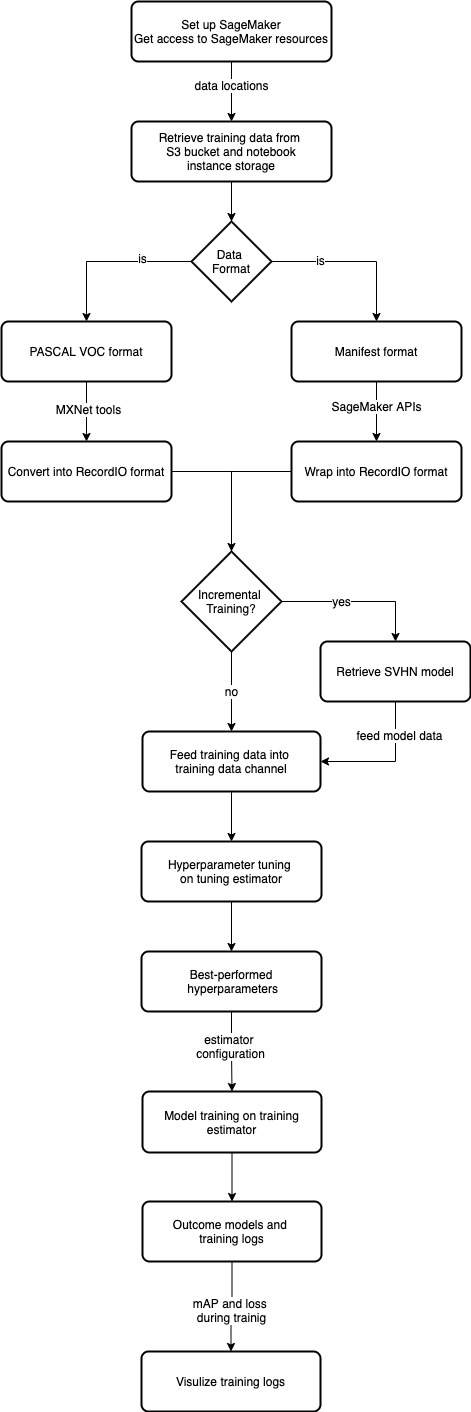 Set up SageMaker
Get access to SageMaker resources
data locations
Retrieve training data from
S3 bucket and notebook
instance storage
Data
Format
is
is
PASCAL VOC format
Manifest format
MXNet tools
SageMaker APIs
Convert into RecordIO format
Wrap into RecordIO format
Incremental
Training?
yes
Retrieve SVHN model
no
feed model data
Feed training data into
training data channel
Hyperparameter tuning
on tuning estimator
Best-performed
hyperparameters
estimator
configuration
Model training on training
estimator
Outcome models and
training logs
mAP and loss
during trainig
Visulize training logs